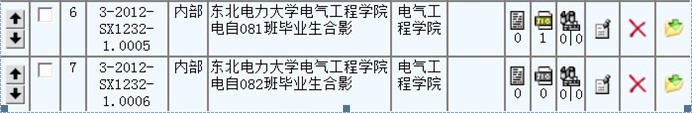 6
3-2012-
SX1232-
1.0005
内部
东北电力大学电气工程学院
电自081班毕业生合影
电气工
程学院
0
1
0|0
7
3-2012-
SX1232-
1.0006
内部
东北电力大学电气工程学院
电自082班毕业生合影
电气工
程学院
0
0
0|0